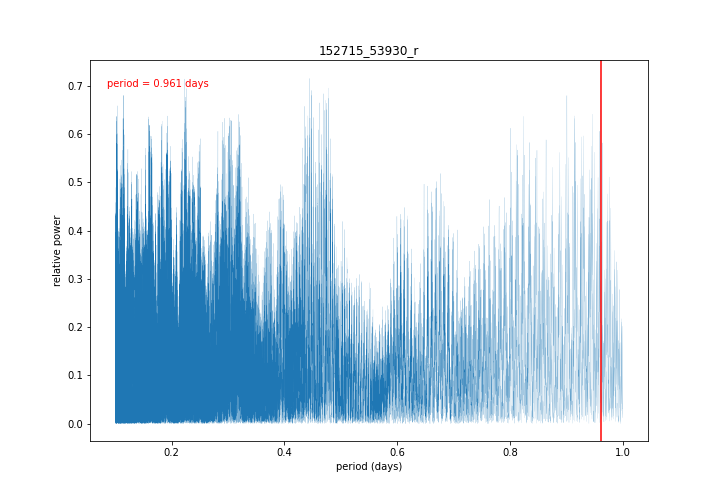 152715_53930_r
period = 0.961 days
relative power
0.7
0.6
0.5
0.4
0.3
0.2
0.1
0.0
0.2 0.4 0.6 0.8 1.0
period (days)